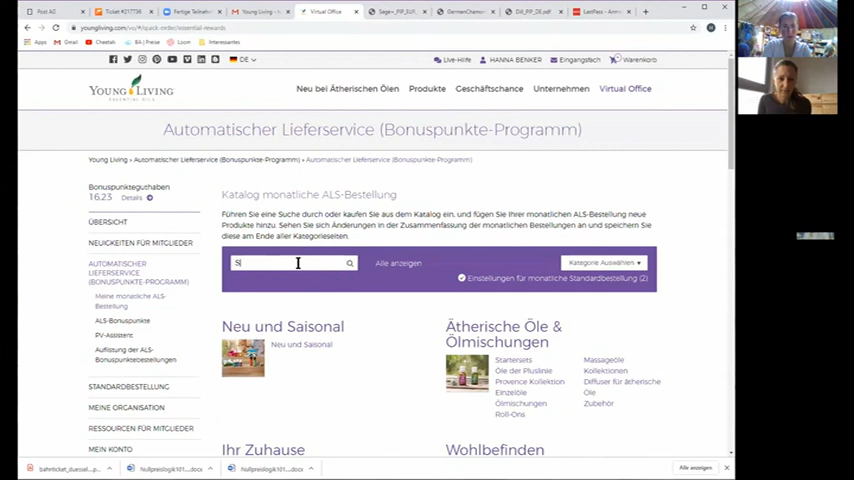 Post AG
Ticket #217736
Fertige Teilnehm
Young Living -
Virtual Office
Sage+_PIP_EUR
GermanCham
Dill_PIP_DE.pdf
LastPass - Anm
youngliving.com/vo/#/quick-order/essential-rewards
Apps
Gmail
YouTube
Cheetah
BA | Preise
Loom
Interessantes
DE
Live-Hilfe
HANNA BENKER
Eingangsfach
Warenkorb
YOUNG LIVING
ESSENTIAL OILS
Neu bei Ätherischen Ölen
Produkte
Geschäftschance
Unternehmen
Virtual Office
Automatischer Lieferservice (Bonuspunkte-Programm)
Young Living » Automatischer Lieferservice (Bonuspunkte-Programm) » Automatischer Lieferservice (Bonuspunkte-Programm)
Bonuspunkteguthaben
16.23 Details
ÜBERSICHT
NEUIGKEITEN FÜR MITGLIEDER
AUTOMATISCHER
LIEFERSERVICE
(BONUSPUNKTE-PROGRAMM)
Meine monatliche ALS-
Bestellung
ALS-Bonuspunkte
PV-Assistent
Auflistung der ALS-
Bonuspunktebestellungen
STANDARDBESTELLUNG
MEINE ORGANISATION
RESSOURCEN FÜR MITGLIEDER
MEIN KONTO
Katalog monatliche ALS-Bestellung
Führen Sie eine Suche durch oder kaufen Sie aus dem Katalog ein, und fügen Sie Ihrer monatlichen ALS-Bestellung neue
Produkte hinzu. Sehen Sie sich Änderungen in der Zusammenfassung der monatlichen Bestellungen an und speichern Sie
diese am Ende aller Kategorieseiten.
S
Alle anzeigen
Kategorie Auswählen
Einstellungen für monatliche Standardbestellung (2)
Neu und Saisonal
Neu und Saisonal
Ätherische Öle &
Ölmischungen
Startersets
Öle der Pluslinie
Provence Kollektion
Einzelöle
Ölmischungen
Roll-Ons
Massageöle
Kollektionen
Diffuser für ätherische
Öle
Zubehör
Ihr Zuhause
Wohlbefinden
bahnticket_duessel....p...
Nullpreislogik101....docx
Nullpreislogik101....docx
Alle anzeigen